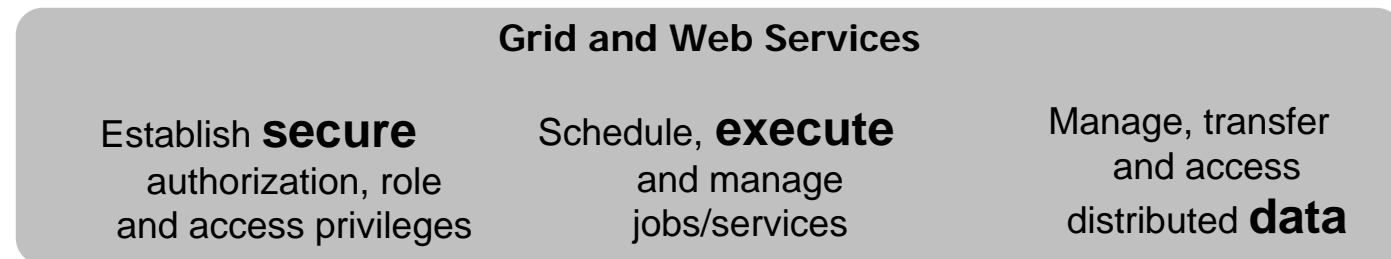 Grid and Web Services
Establish secure
authorization, role
and access privileges
Schedule, execute
and manage
jobs/services
Manage, transfer
and access
distributed data